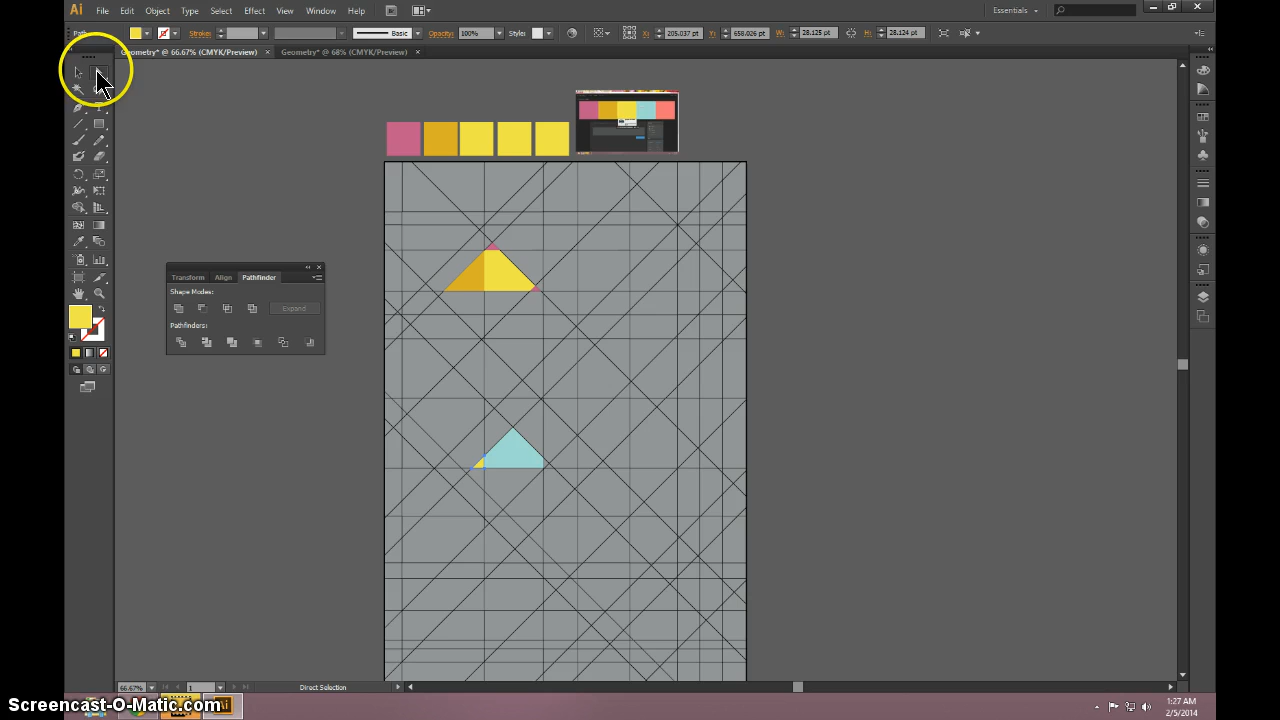 Ai File Edit Object Type Select Effect View Window Help Br Essentials
Path Stroke: Basic Opacity: 100% Style: X: 205.037 pt Y: 658.026 pt W: 28.125 pt H: 28.124 pt
Geometry* @ 66.67% (CMYK/Preview) × Geometry* @ 68% (CMYK/Preview) ×
Transform Align Pathfinder
Shape Modes:
Expand
Pathfinders:
66.67% 1 Direct Selection
Screencast-O-Matic.com
Ai
1:27 AM
2/5/2014